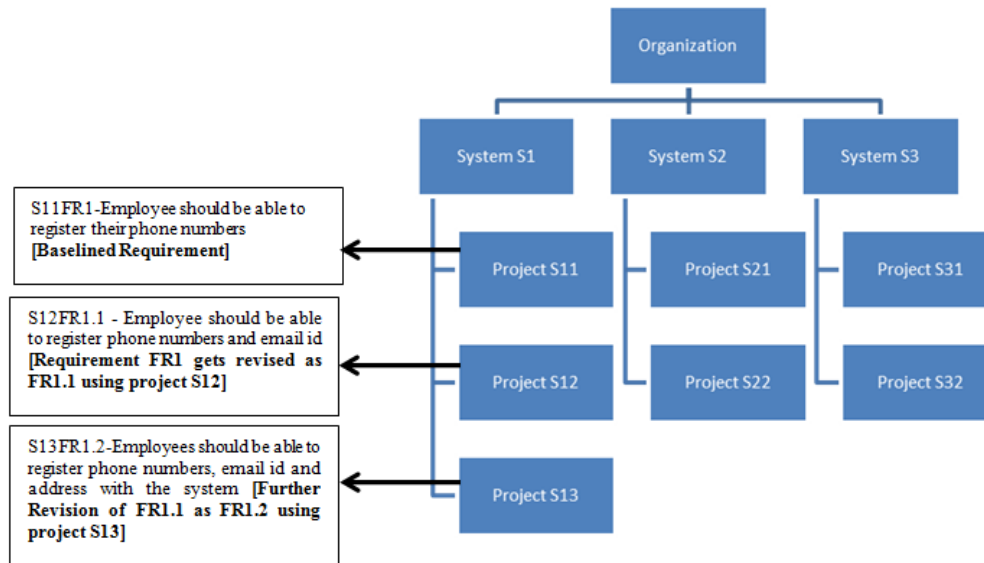 Organization
System S1
System S2
System S3
S11FR1-Employee should be able to
register their phone numbers
[Baselined Requirement]
Project S11
Project S21
Project S31
S12FR1.1 - Employee should be able
to register phone numbers and email id
[Requirement FR1 gets revised as
FR1.1 using project S12]
Project S12
Project S22
Project S32
S13FR1.2-Employees should be able to
register phone numbers, email id and
address with the system [Further
Revision of FR1.1 as FR1.2 using
project S13]
Project S13